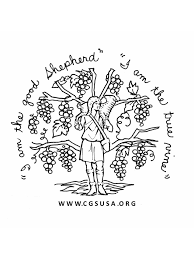 "I am the good Shepherd"
"I am the true vine"
WWW.CGSUSA.ORG